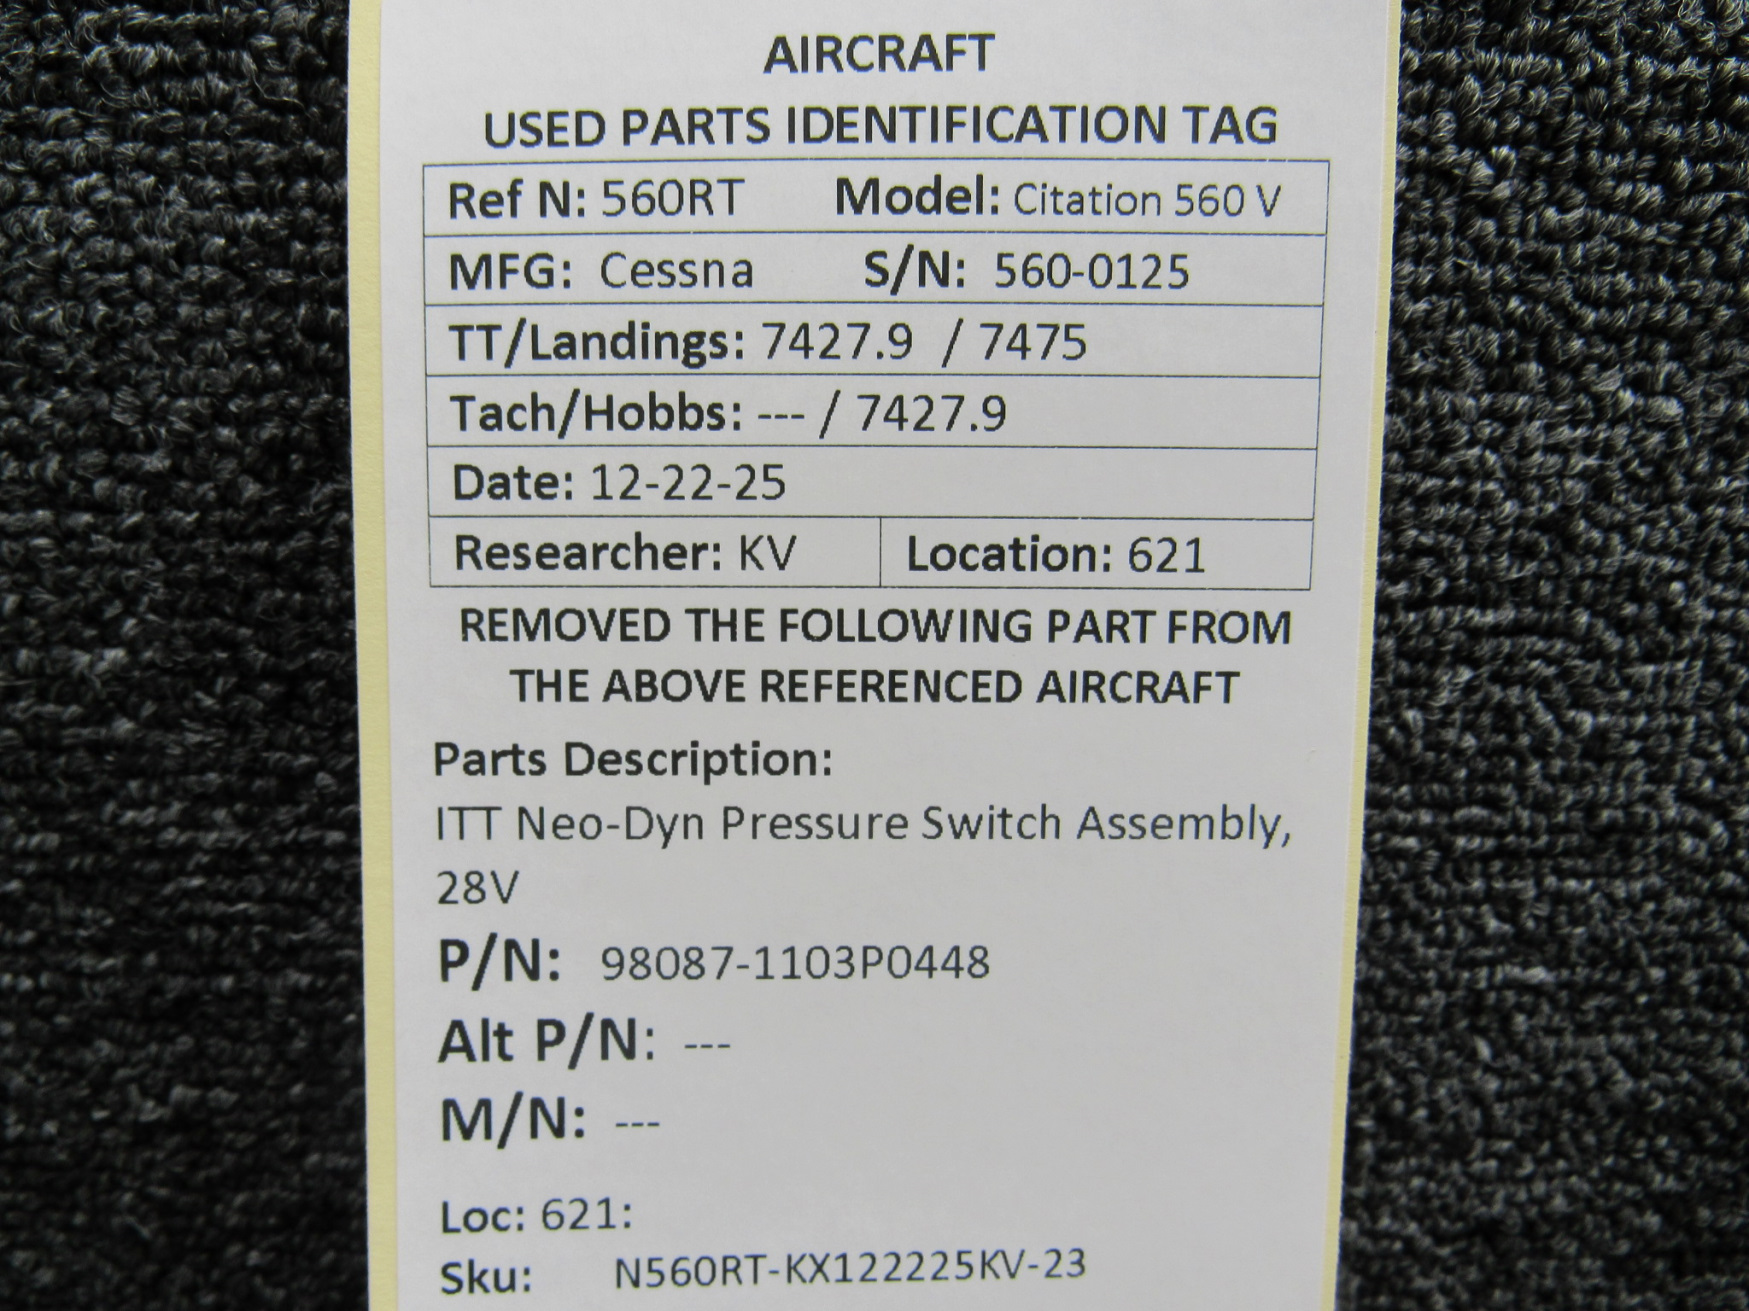 AIRCRAFT
USED PARTS IDENTIFICATION TAG
Ref N: 560RT Model: Citation 560 V
MFG: Cessna S/N: 560-0125
TT/Landings: 7427.9 / 7475
Tach/Hobbs: --- / 7427.9
Date: 12-22-25
Researcher: KV Location: 621
REMOVED THE FOLLOWING PART FROM
THE ABOVE REFERENCED AIRCRAFT
Parts Description:
ITT Neo-Dyn Pressure Switch Assembly,
28V
P/N: 98087-1103P0448
Alt P/N: ---
M/N: ---
Loc: 621:
Sku: N560RT-KX122225KV-23